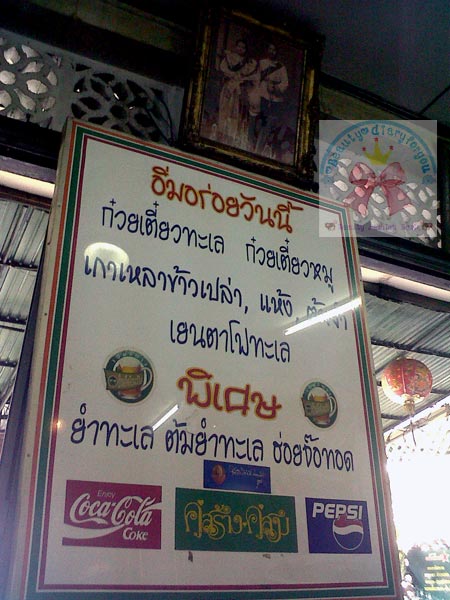 อิ่มอร่อยวันนี้
ก๋วยเตี๋ยวทะเล ก๋วยเตี๋ยวหมู
เกาเหลาข้าวเปล่า, แห้ง,
เยนตาโฟทะเล
พิเศษ
ยำทะเล ต้มยำทะเล ฮ่อยจ๊อทอด
Enjoy
Coca-Cola
Coke
PEPSI